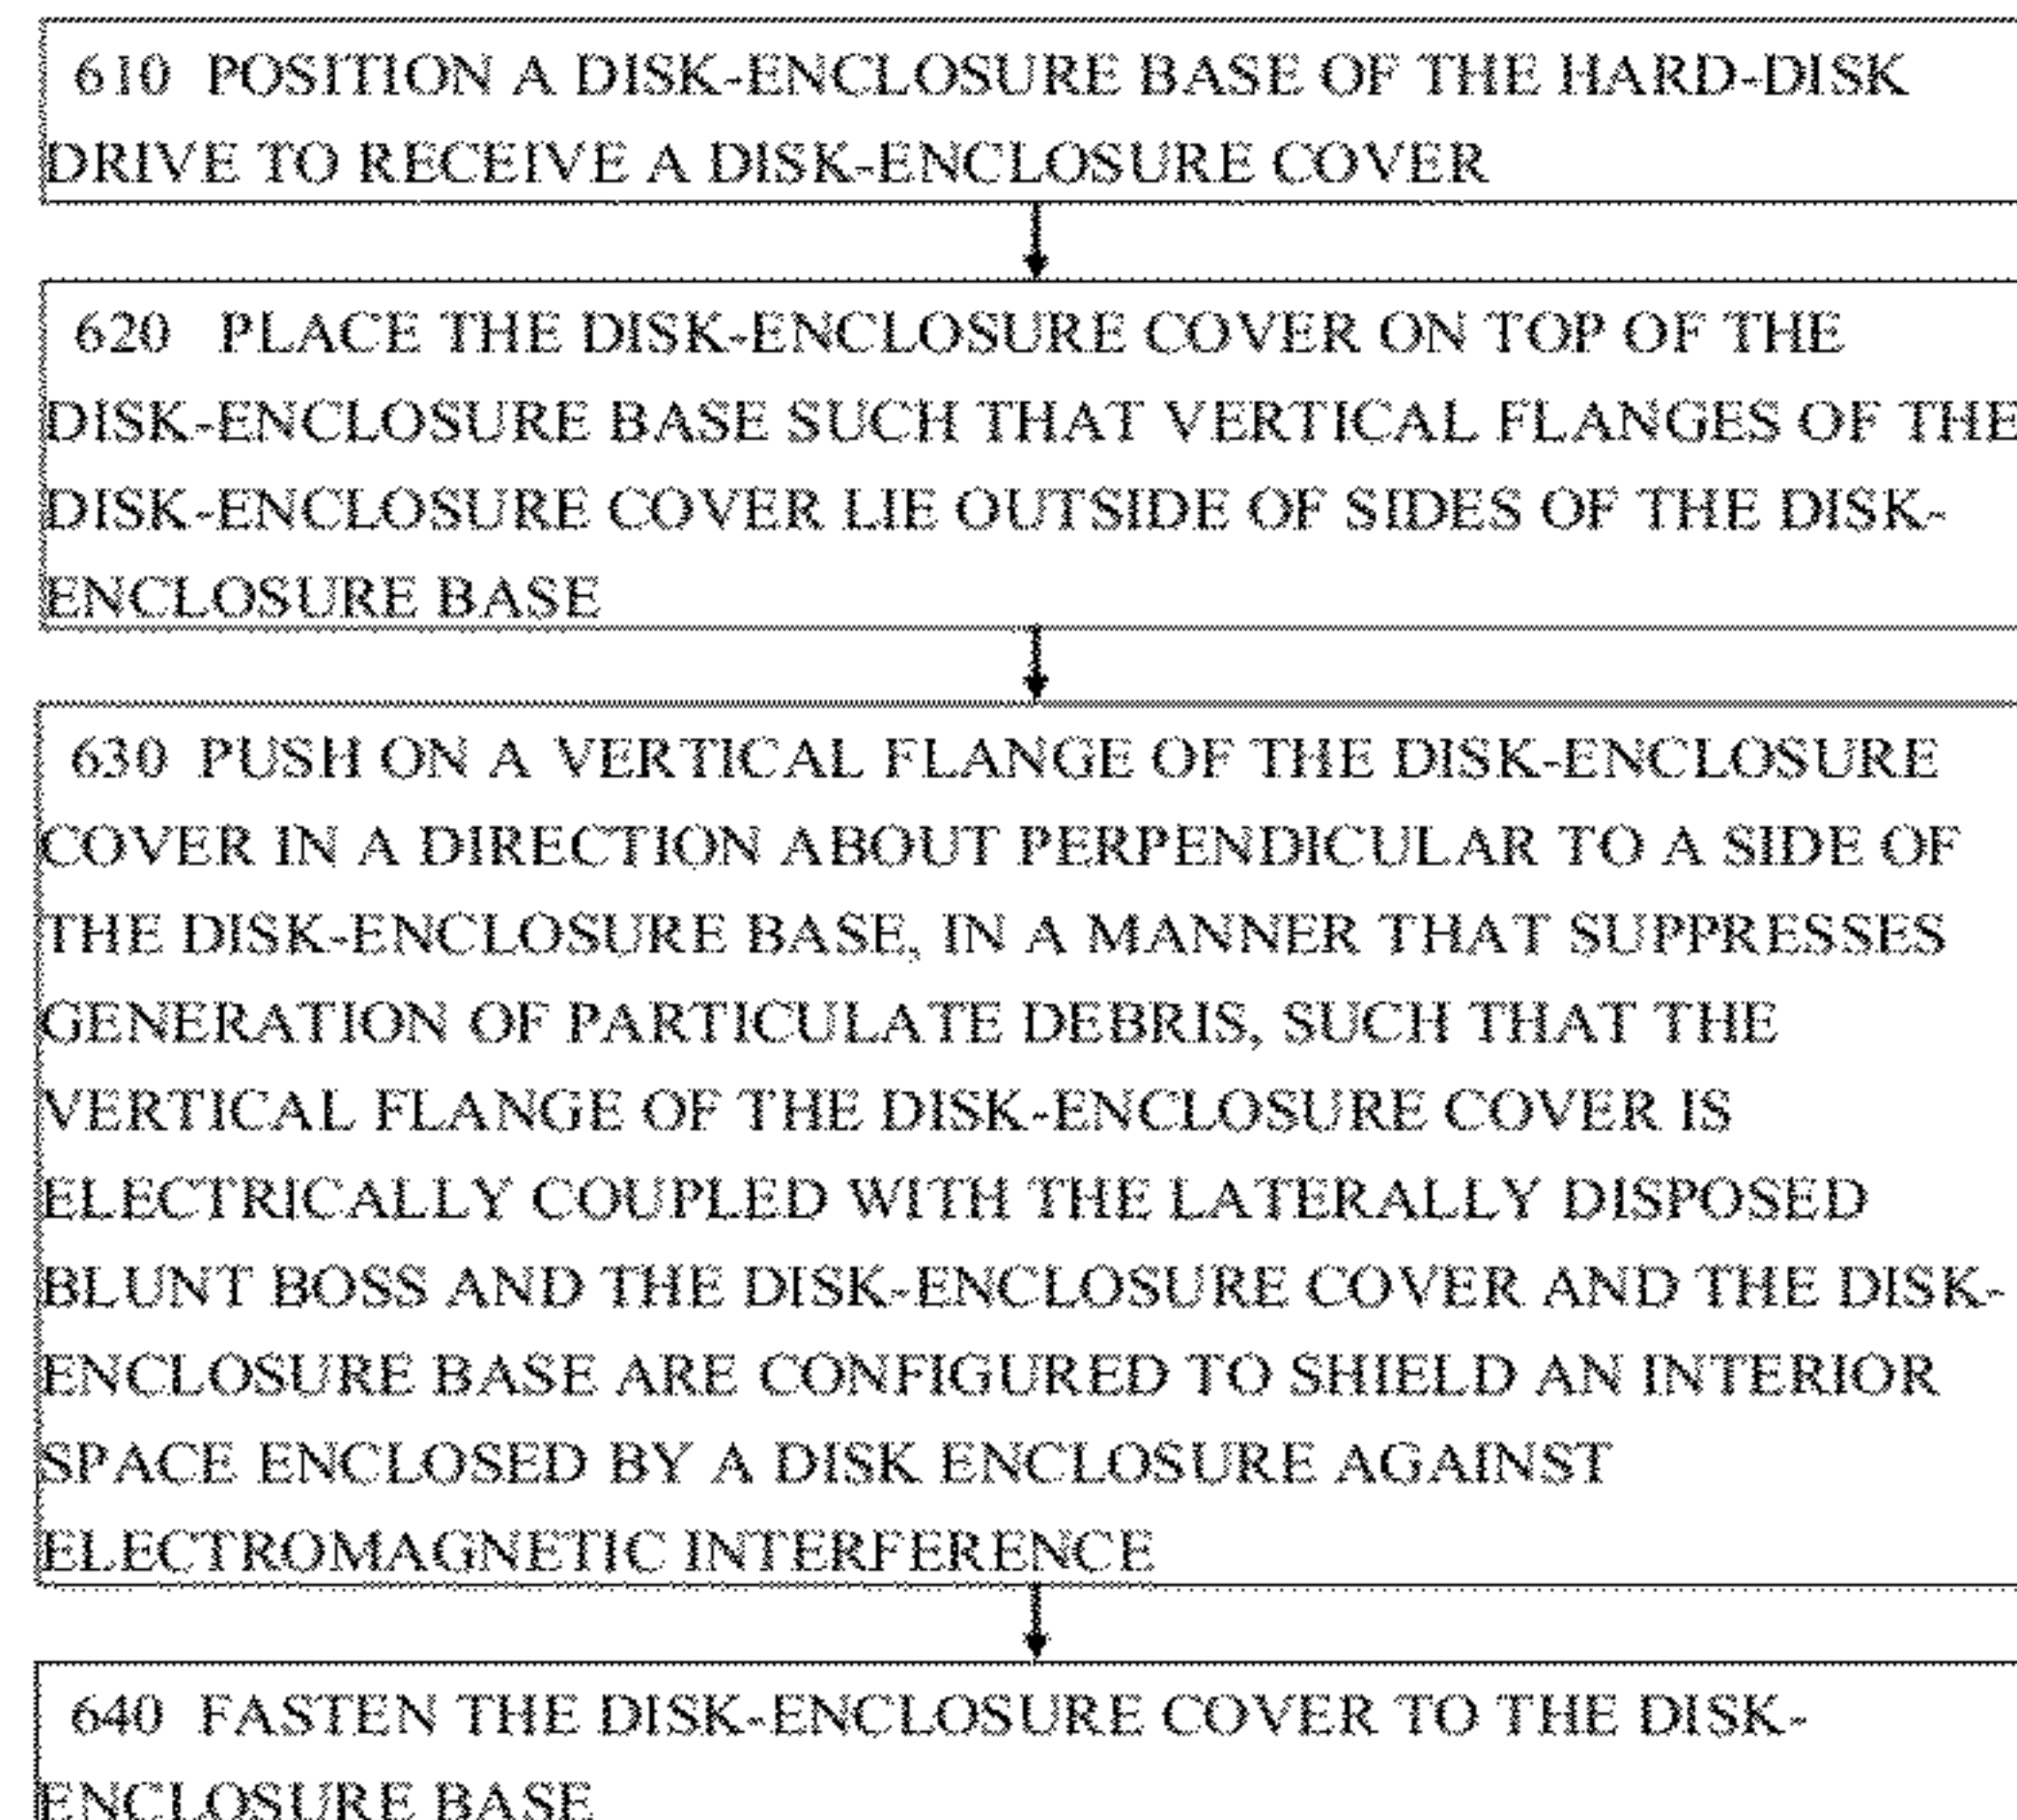 610 POSITION A DISK-ENCLOSURE BASE OF THE HARD-DISK
DRIVE TO RECEIVE A DISK-ENCLOSURE COVER
620 PLACE THE DISK-ENCLOSURE COVER ON TOP OF THE
DISK-ENCLOSURE BASE SUCH THAT VERTICAL FLANGES OF THE
DISK-ENCLOSURE COVER LIE OUTSIDE OF SIDES OF THE DISK-
ENCLOSURE BASE
630 PUSH ON A VERTICAL FLANGE OF THE DISK-ENCLOSURE
COVER IN A DIRECTION ABOUT PERPENDICULAR TO A SIDE OF
THE DISK-ENCLOSURE BASE, IN A MANNER THAT SUPPRESSES
GENERATION OF PARTICULATE DEBRIS, SUCH THAT THE
VERTICAL FLANGE OF THE DISK-ENCLOSURE COVER IS
ELECTRICALLY COUPLED WITH THE LATERALLY DISPOSED
BLUNT BOSS AND THE DISK-ENCLOSURE COVER AND THE DISK-
ENCLOSURE BASE ARE CONFIGURED TO SHIELD AN INTERIOR
SPACE ENCLOSED BY A DISK ENCLOSURE AGAINST
ELECTROMAGNETIC INTERFERENCE
640 FASTEN THE DISK-ENCLOSURE COVER TO THE DISK-
ENCLOSURE BASE